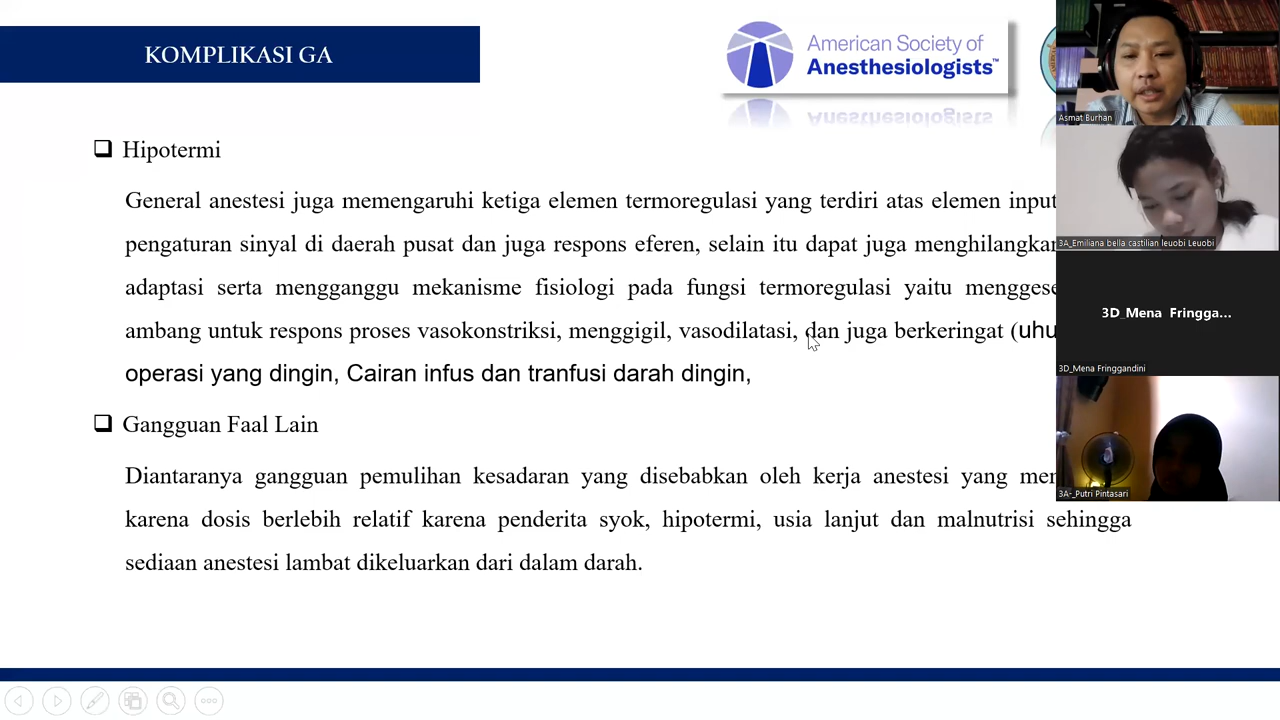 KOMPLIKASI GA
American Society of
Anesthesiologists™
Hipotermi
General anestesi juga memengaruhi ketiga elemen termoregulasi yang terdiri atas elemen input
pengaturan sinyal di daerah pusat dan juga respons eferen, selain itu dapat juga menghilangkan
adaptasi serta mengganggu mekanisme fisiologi pada fungsi termoregulasi yaitu
ambang untuk respons proses vasokonstriksi, menggigil, vasodilatasi, dan juga berkeringat
operasi yang dingin, Cairan infus dan tranfusi darah dingin,
Gangguan Faal Lain
Diantaranya gangguan pemulihan kesadaran yang disebabkan oleh kerja anestesi yang
karena dosis berlebih relatif karena penderita syok, hipotermi, usia lanjut dan malnutrisi sehingga
sediaan anestesi lambat dikeluarkan dari dalam darah.
Asmat Burhan
3A_Emiliana bella castilian leuobi Leuobi
3D_Mena Fringga...
3D_Mena Fringgandini
3A-_Putri Pintasari